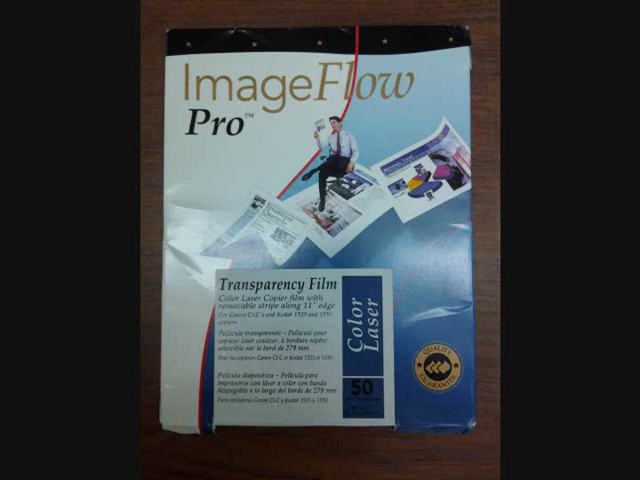 ImageFlow
Pro™
Transparency Film
Color Laser Copier film with
removable stripe along 11" edge
For Canon CLC's and Kodak 1525 and 1550
copiers
Pellicule transparente – Pellicule pour
copieur laser couleur, à bordure repère
amovible sur le bord de 279 mm
Pour les copieurs Canon CLC et Kodak 1525 et 1550
Película diapositiva – Película para
impresoras con láser a color con banda
despegable a lo largo del borde de 279 mm
Para copiadoras Canon CLC y Kodak 1525 y 1550
Color
Laser
50
QUALITY
GUARANTEE